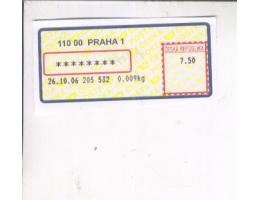 110 00 PRAHA 1
ČESKÁ REPUBLIKA
********
7.50
26.10.06 205 532 0.009kg